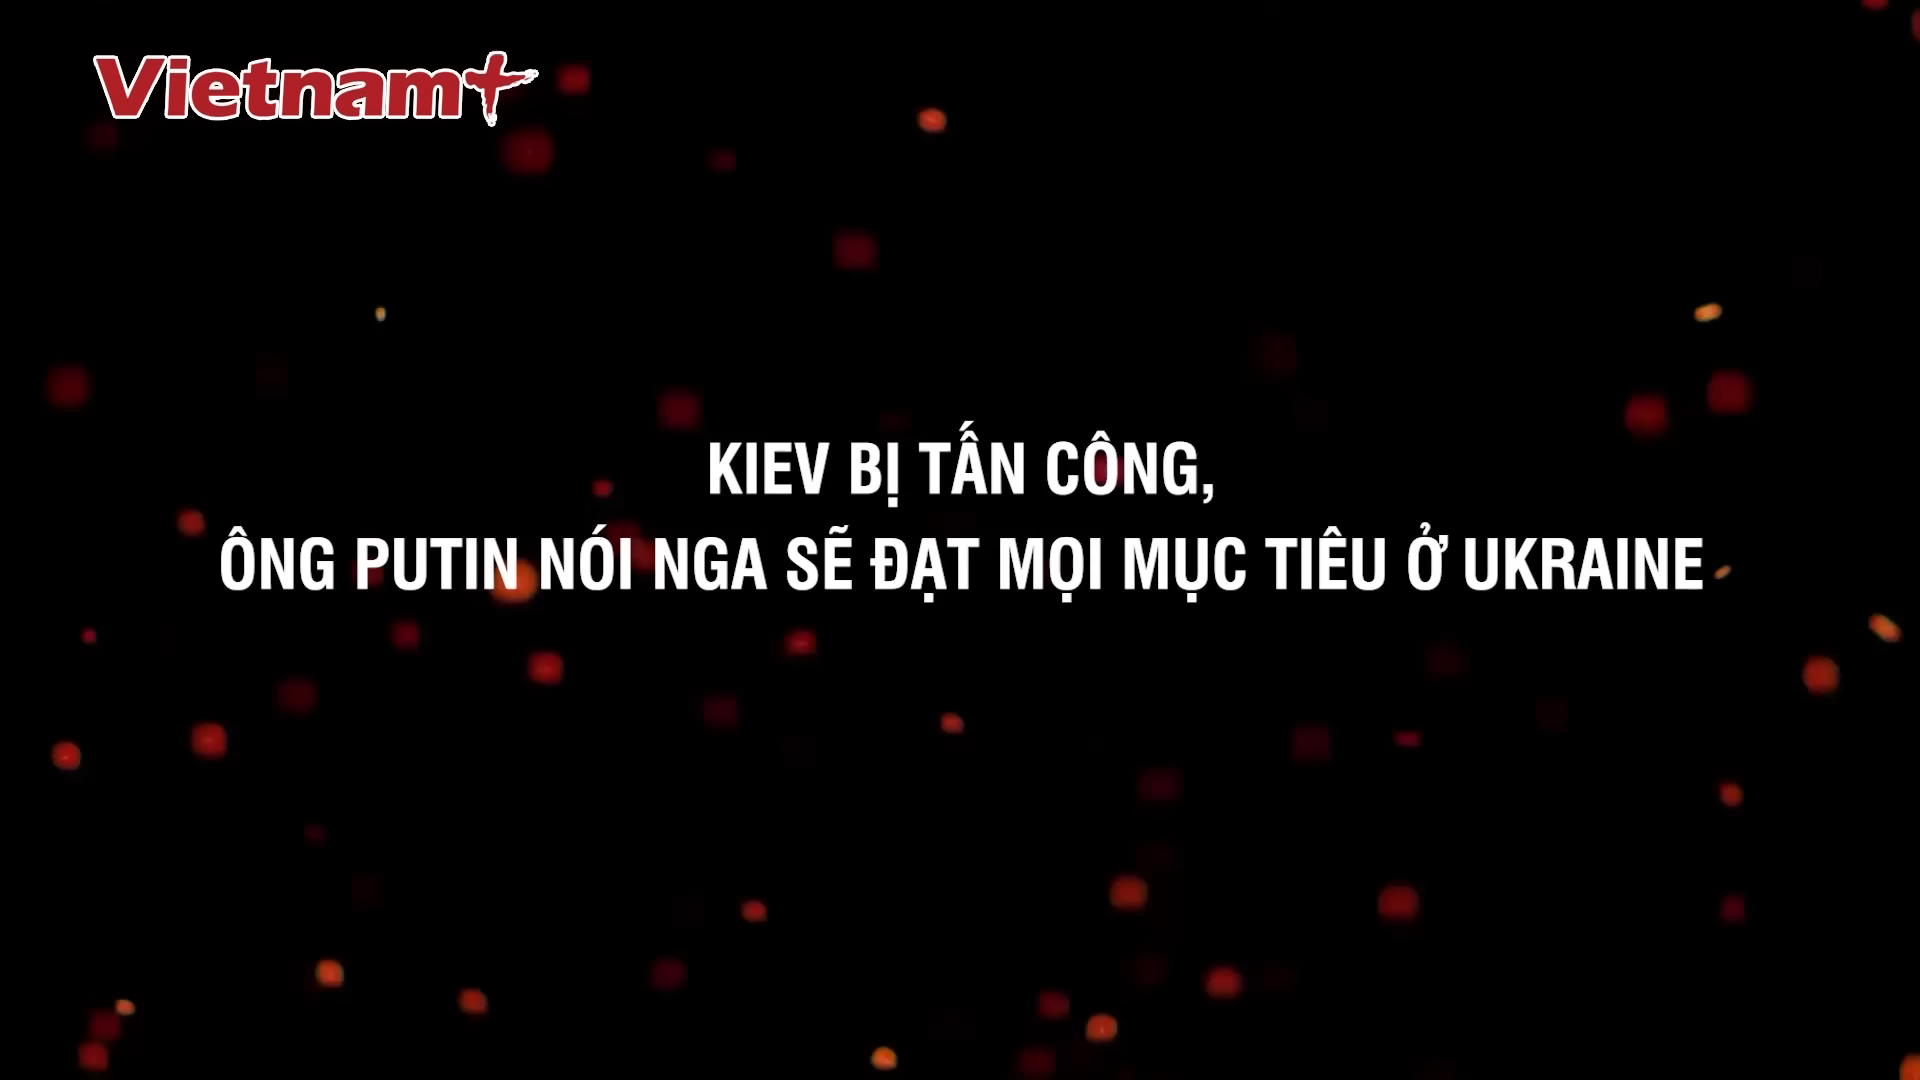 Vietnam+
KIEV BỊ TẤN CÔNG,
ÔNG PUTIN NÓI NGA SẼ ĐẠT MỌI MỤC TIÊU Ở UKRAINE